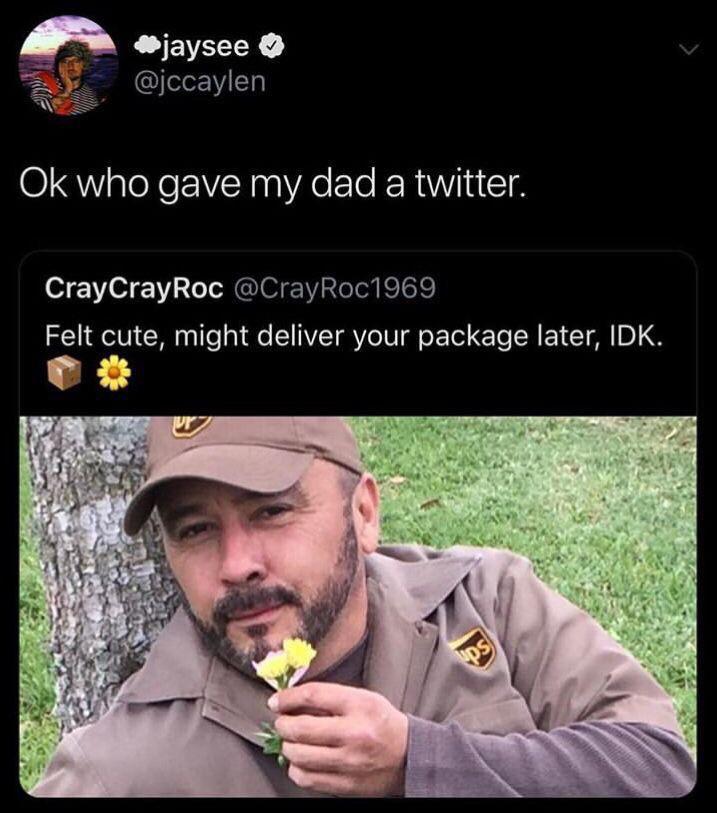 jaysee
@jccaylen
Ok who gave my dad a twitter.
CrayCrayRoc @CrayRoc1969
Felt cute, might deliver your package later, IDK.
📦 🌼
ups
ups